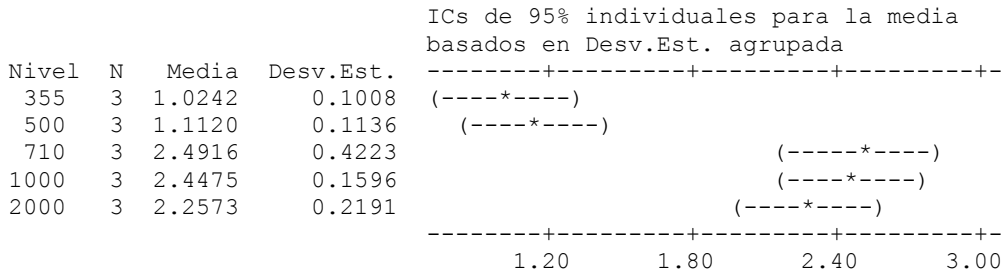 ICs de 95% individuales para la media
                              basados en Desv.Est. agrupada
Nivel  N   Media  Desv.Est.  --------+---------+---------+---------+-
 355   3  1.0242     0.1008  (----*----)
 500   3  1.1120     0.1136    (----*----)
 710   3  2.4916     0.4223                          (-----*----)
1000   3  2.4475     0.1596                          (----*----)
2000   3  2.2573     0.2191                       (----*----)
                             --------+---------+---------+---------+-
                                   1.20      1.80      2.40      3.00